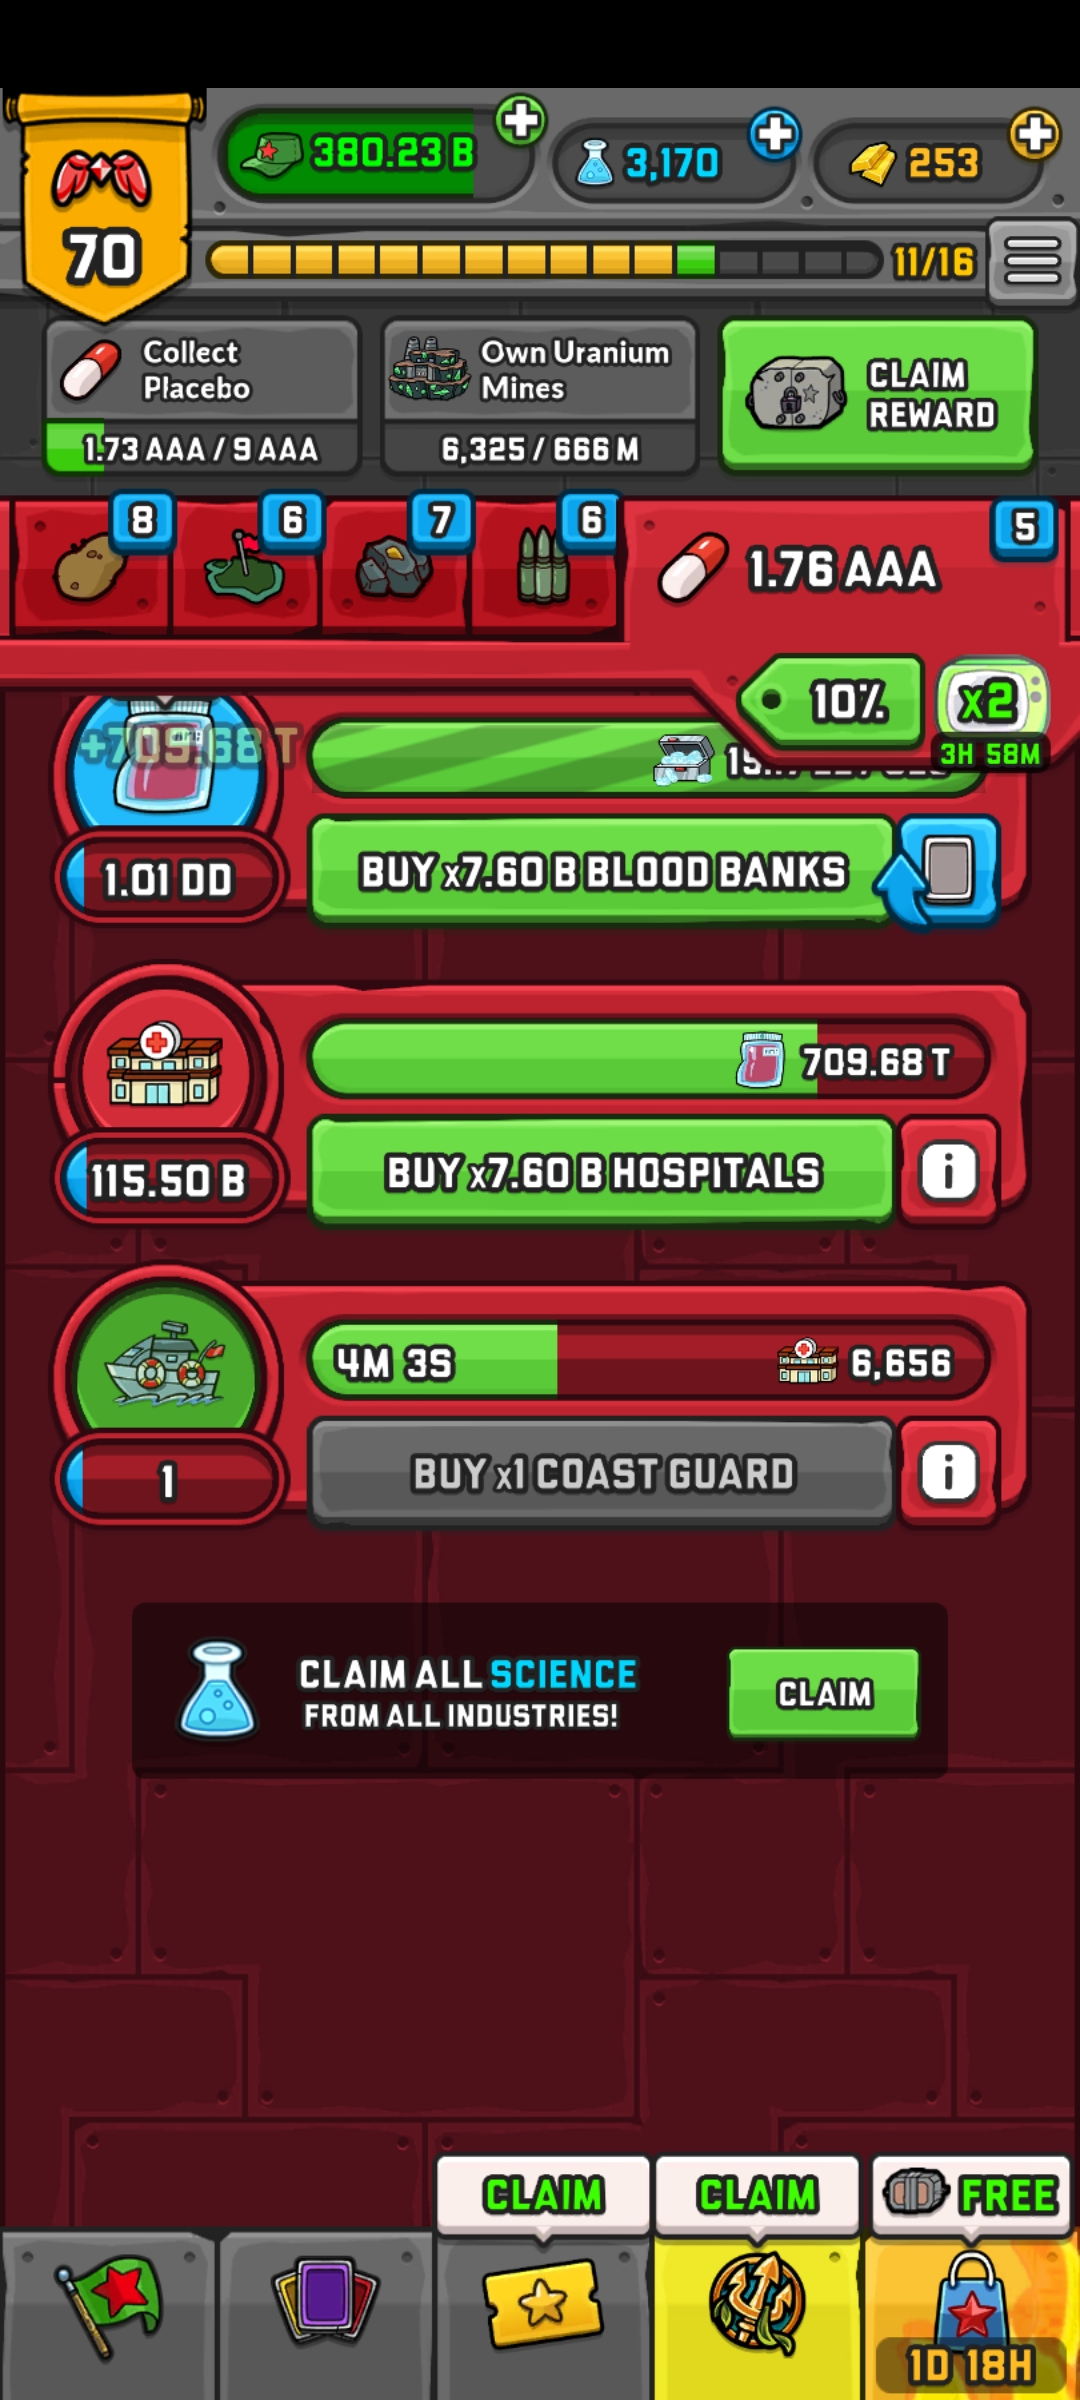 380.23 B
3,170
253
70
11/16
Collect
Placebo
1.73 AAA / 9 AAA
Own Uranium
Mines
6,325 / 666 M
CLAIM
REWARD
8
6
7
6
5
1.76 AAA
10%
x2
3H 58M
+709.68 T
1.01 DD
BUY x7.60 B BLOOD BANKS
709.68 T
115.50 B
BUY x7.60 B HOSPITALS
i
4M 3S
6,656
1
BUY x1 COAST GUARD
i
CLAIM ALL SCIENCE
FROM ALL INDUSTRIES!
CLAIM
CLAIM
CLAIM
FREE
1D 18H